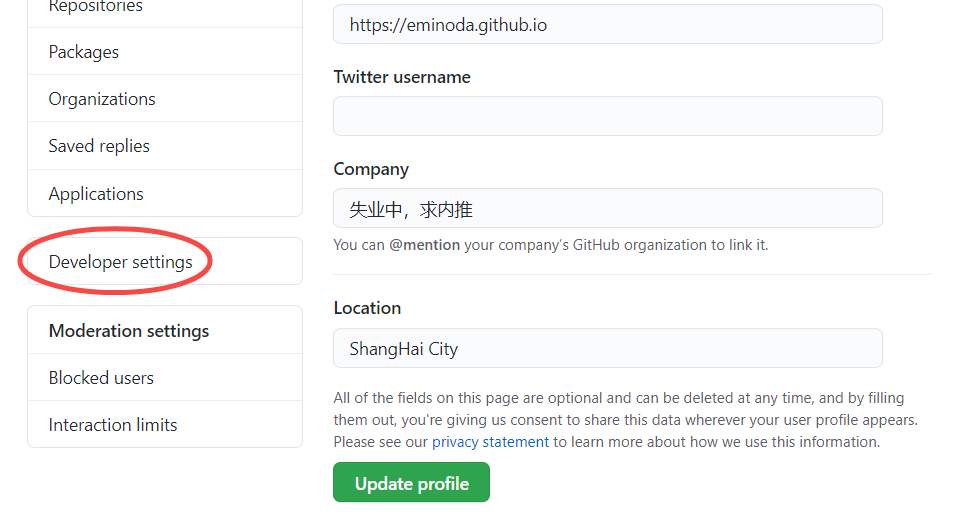 Repositories
Packages
Organizations
Saved replies
Applications
Developer settings
Moderation settings
Blocked users
Interaction limits
https://eminoda.github.io
Twitter username
Company
失业中，求内推
You can @mention your company's GitHub organization to link it.
Location
ShangHai City
All of the fields on this page are optional and can be deleted at any time, and by filling
them out, you're giving us consent to share this data wherever your user profile appears.
Please see our privacy statement to learn more about how we use this information.
Update profile